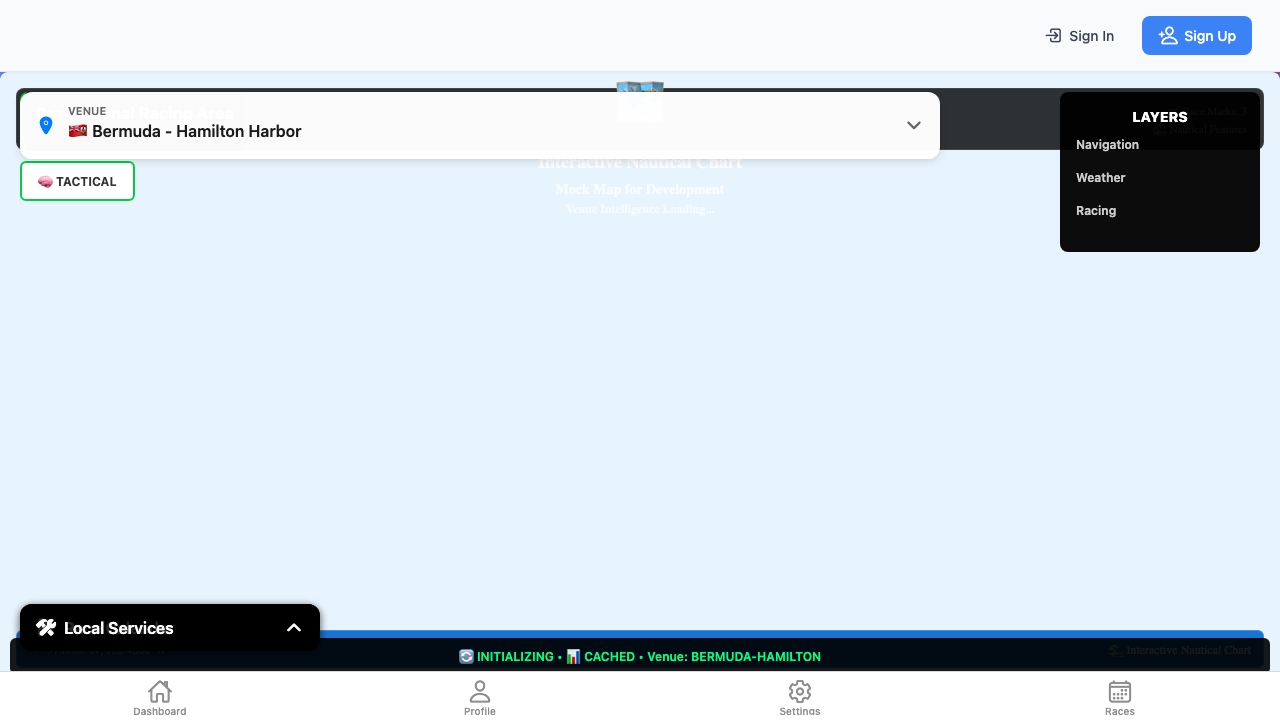 Sign In
Sign Up
VENUE
Bermuda - Hamilton Harbor
TACTICAL
Interactive Nautical Chart
Mock Map for Development
Venue Intelligence Loading...
LAYERS
Navigation
Weather
Racing
Local Services
INITIALIZING • CACHED • Venue: BERMUDA-HAMILTON
Interactive Nautical Chart
Dashboard
Profile
Settings
Races